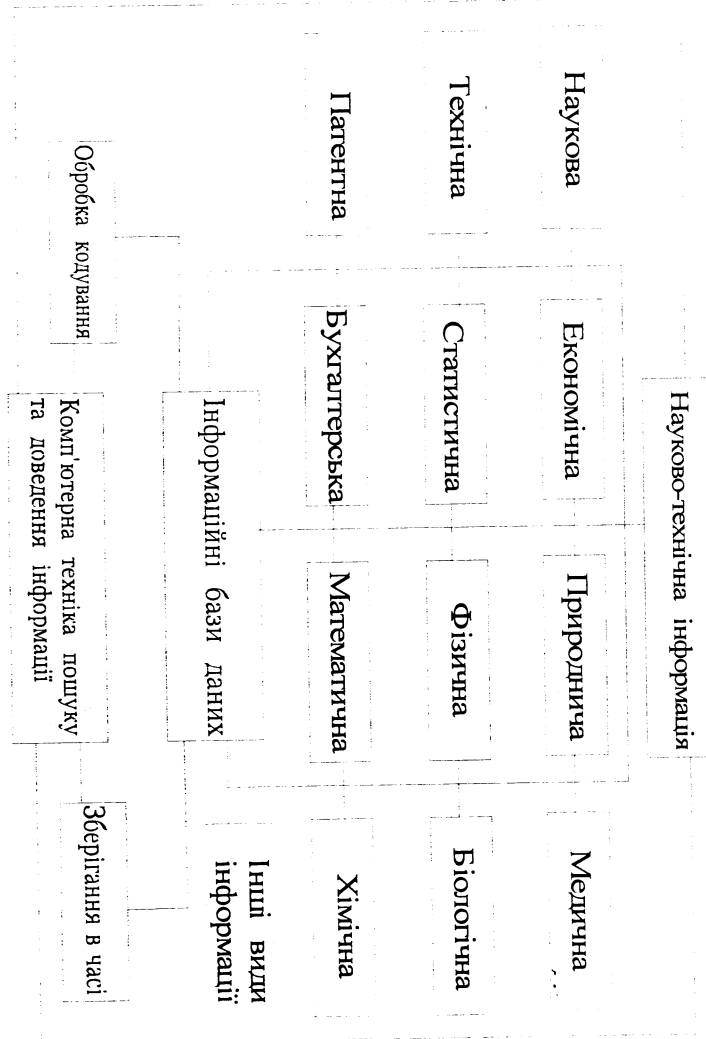 Науково-технічна інформація
Наукова
Економічна
Природнича
Медична
Технічна
Статистична
Фізична
Біологічна
Патентна
Бухгалтерська
Математична
Хімічна
Інші види
інформації
Інформаційні бази даних
Обробка кодування
Зберігання в часі
Комп'ютерна техніка пошуку
та доведення інформації